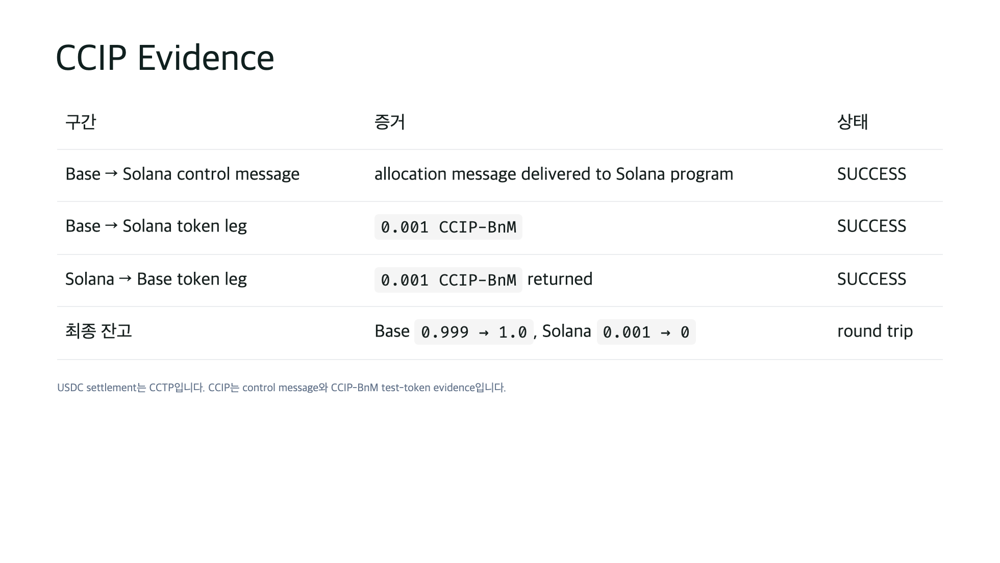 CCIP Evidence
구간 증거 상태
Base → Solana control message allocation message delivered to Solana program SUCCESS
Base → Solana token leg 0.001 CCIP-BnM SUCCESS
Solana → Base token leg 0.001 CCIP-BnM returned SUCCESS
최종 잔고 Base 0.999 → 1.0, Solana 0.001 → 0 round trip
USDC settlement는 CCTP입니다. CCIP는 control message와 CCIP-BnM test-token evidence입니다.